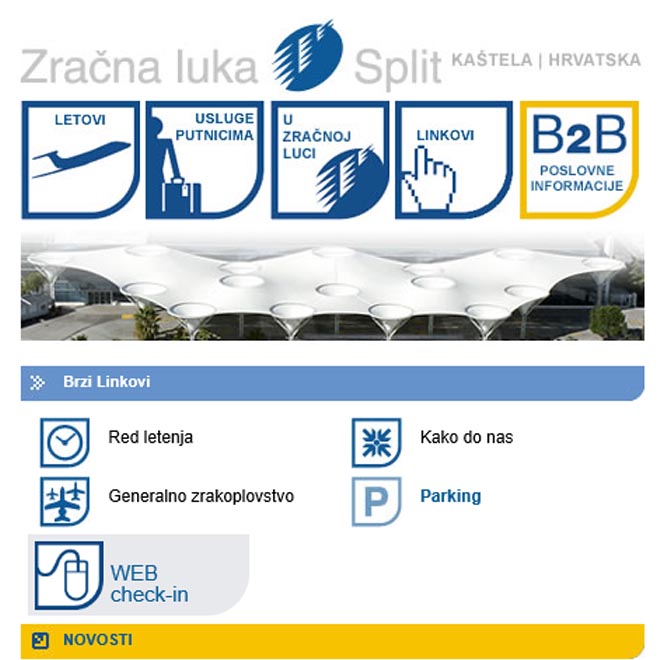 Zračna luka Split KAŠTELA | HRVATSKA
LETOVI
USLUGE
PUTNICIMA
U
ZRAČNOJ
LUCI
LINKOVI
B2B
POSLOVNE
INFORMACIJE
Brzi Linkovi
Red letenja
Kako do nas
Generalno zrakoplovstvo
P
Parking
WEB
check-in
NOVOSTI